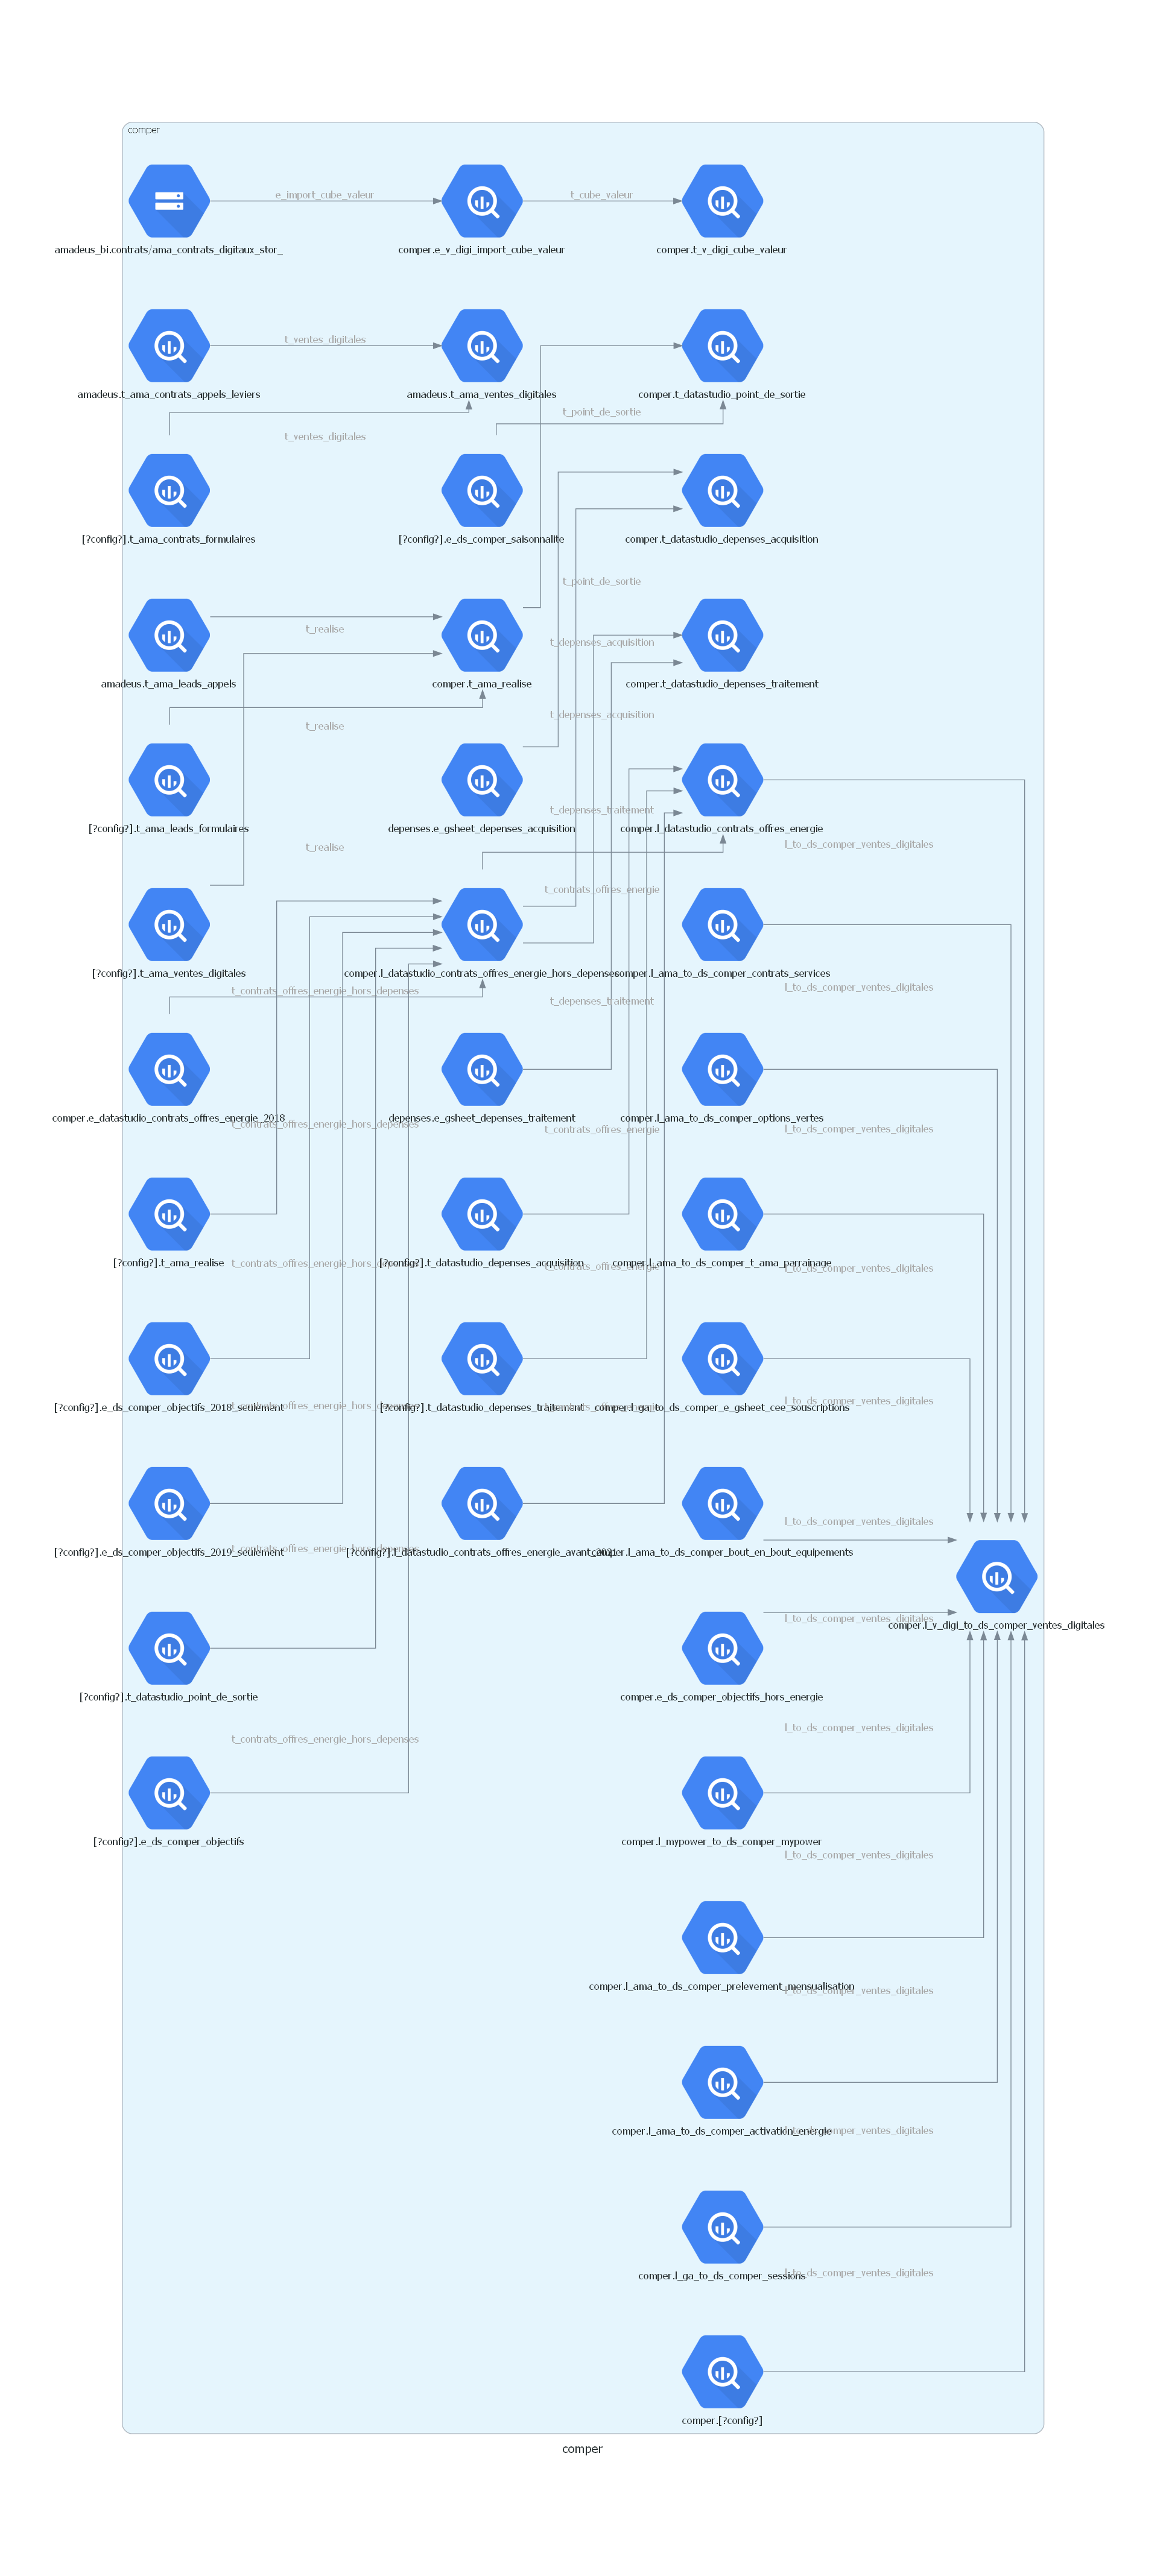 comper
e_import_cube_valeur
t_cube_valeur
amadeus_bi.contrats/ama_contrats_digitaux_stor_
comper.e_v_digi_import_cube_valeur
comper.t_v_digi_cube_valeur
t_ventes_digitales
amadeus.t_ama_contrats_appels_leviers
amadeus.t_ama_ventes_digitales
comper.t_datastudio_point_de_sortie
t_point_de_sortie
t_ventes_digitales
[?config?].t_ama_contrats_formulaires
[?config?].e_ds_comper_saisonnalite
comper.t_datastudio_depenses_acquisition
t_point_de_sortie
t_realise
t_depenses_acquisition
amadeus.t_ama_leads_appels
comper.t_ama_realise
comper.t_datastudio_depenses_traitement
t_depenses_acquisition
t_realise
t_depenses_traitement
[?config?].t_ama_leads_formulaires
depenses.e_gsheet_depenses_acquisition
comper.l_datastudio_contrats_offres_energie
t_realise
l_to_ds_comper_ventes_digitales
t_contrats_offres_energie
[?config?].t_ama_ventes_digitales
comper.l_datastudio_contrats_offres_energie_hors_depenses
comper.l_ama_to_ds_comper_contrats_services
t_contrats_offres_energie_hors_depenses
l_to_ds_comper_ventes_digitales
t_depenses_traitement
comper.e_datastudio_contrats_offres_energie_2018
depenses.e_gsheet_depenses_traitement
comper.l_ama_to_ds_comper_options_vertes
t_contrats_offres_energie_hors_depenses
t_contrats_offres_energie
l_to_ds_comper_ventes_digitales
[?config?].t_ama_realise
[?config?].t_datastudio_depenses_acquisition
comper.l_ama_to_ds_comper_t_ama_parrainage
t_contrats_offres_energie_hors_depenses
t_contrats_offres_energie
l_to_ds_comper_ventes_digitales
[?config?].e_ds_comper_objectifs_2018_seulement
[?config?].t_datastudio_depenses_traitement
comper.l_ga_to_ds_comper_e_gsheet_cee_souscriptions
t_contrats_offres_energie_hors_depenses
t_contrats_offres_energie
l_to_ds_comper_ventes_digitales
l_to_ds_comper_ventes_digitales
[?config?].e_ds_comper_objectifs_2019_seulement
[?config?].l_datastudio_contrats_offres_energie_avant_2021
comper.l_ama_to_ds_comper_bout_en_bout_equipements
t_contrats_offres_energie_hors_depenses
l_to_ds_comper_ventes_digitales
comper.l_v_digi_to_ds_comper_ventes_digitales
[?config?].t_datastudio_point_de_sortie
comper.e_ds_comper_objectifs_hors_energie
t_contrats_offres_energie_hors_depenses
l_to_ds_comper_ventes_digitales
[?config?].e_ds_comper_objectifs
comper.l_mypower_to_ds_comper_mypower
l_to_ds_comper_ventes_digitales
comper.l_ama_to_ds_comper_prelevement_mensualisation
l_to_ds_comper_ventes_digitales
comper.l_ama_to_ds_comper_activation_energie
l_to_ds_comper_ventes_digitales
comper.l_ga_to_ds_comper_sessions
l_to_ds_comper_ventes_digitales
comper.[?config?]
comper